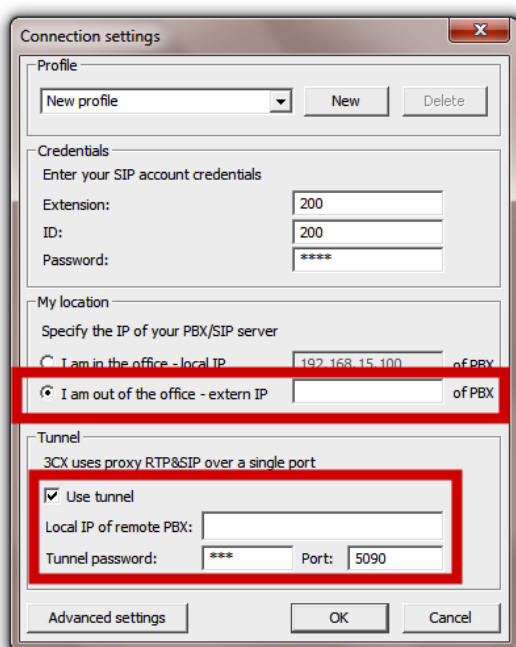 Connection settings
Profile
New profile New Delete
Credentials
Enter your SIP account credentials
Extension: 200
ID: 200
Password: ****
My location
Specify the IP of your PBX/SIP server
I am in the office - local IP 192.168.15.100 of PBX
I am out of the office - extern IP of PBX
Tunnel
3CX uses proxy RTP&SIP over a single port
Use tunnel
Local IP of remote PBX:
Tunnel password: *** Port: 5090
Advanced settings OK Cancel